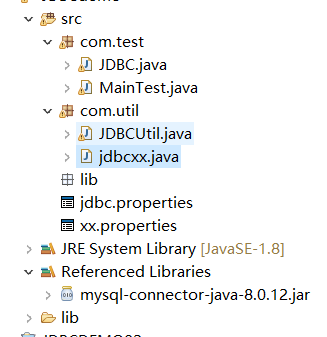 src
com.test
JDBC.java
MainTest.java
com.util
JDBCUtil.java
jdbcxx.java
lib
jdbc.properties
xx.properties
JRE System Library [JavaSE-1.8]
Referenced Libraries
mysql-connector-java-8.0.12.jar
lib